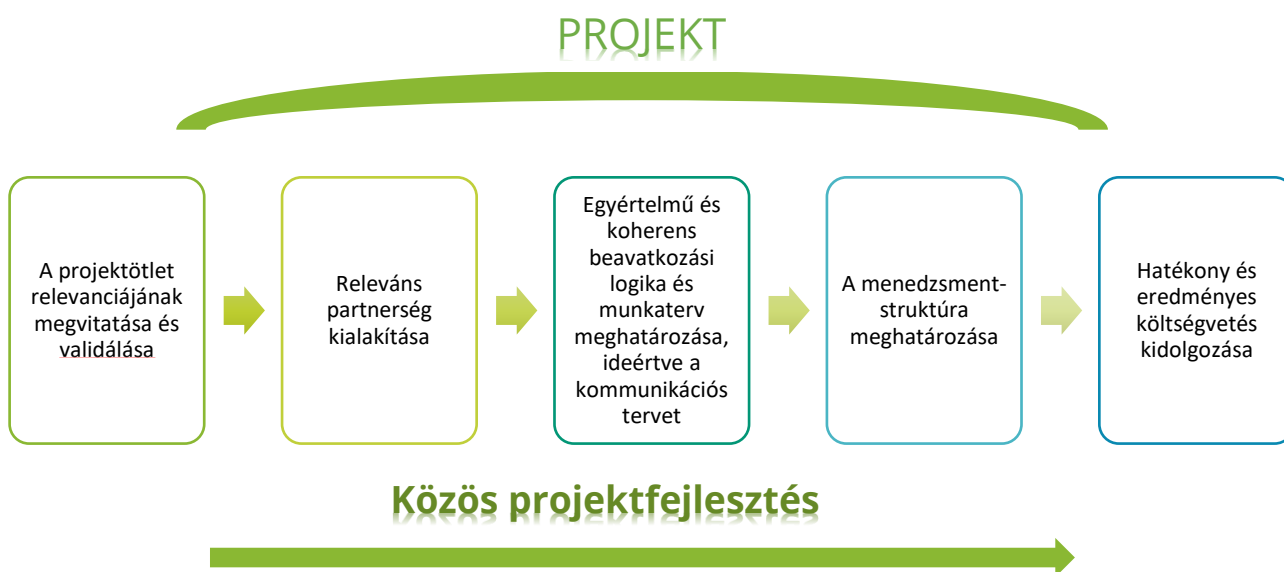 PROJEKT
A projektötlet
relevanciájának
megvitatása és
validálása
Releváns
partnerség
kialakítása
Egyértelmű és
koherens
beavatkozási
logika és
munkaterv
meghatározása,
ideértve a
kommunikációs
tervet
A menedzsment-
struktúra
meghatározása
Hatékony és
eredményes
költségvetés
kidolgozása
Közös projektfejlesztés